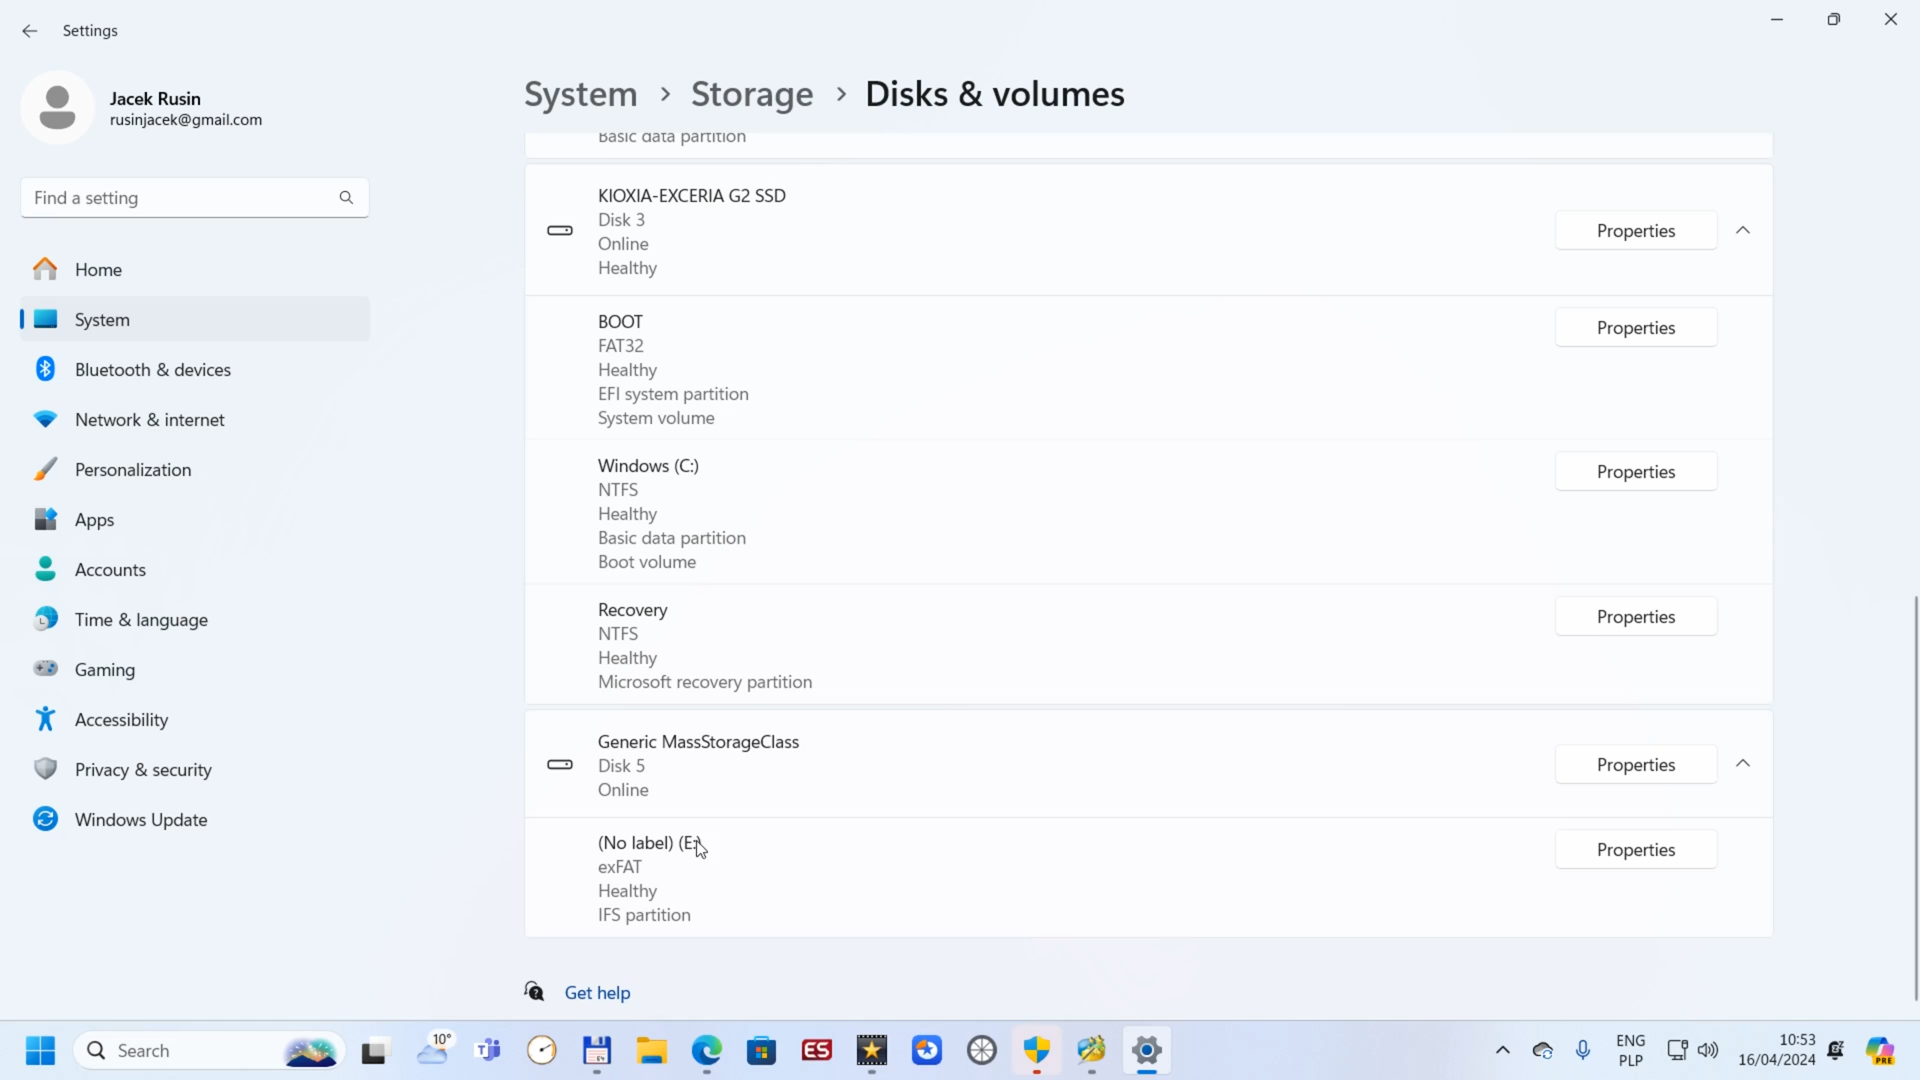 Settings
Jacek Rusin
rusinjacek@gmail.com
Find a setting
Home
System
Bluetooth & devices
Network & internet
Personalization
Apps
Accounts
Time & language
Gaming
Accessibility
Privacy & security
Windows Update
System > Storage > Disks & volumes
Basic data partition
KIOXIA-EXCERIA G2 SSD
Disk 3
Online
Healthy
Properties
BOOT
FAT32
Healthy
EFI system partition
System volume
Properties
Windows (C:)
NTFS
Healthy
Basic data partition
Boot volume
Properties
Recovery
NTFS
Healthy
Microsoft recovery partition
Properties
Generic MassStorageClass
Disk 5
Online
Properties
(No label) (E:)
exFAT
Healthy
IFS partition
Properties
Get help
Search
10°
ES
ENG
PLP
10:53
16/04/2024
PRE